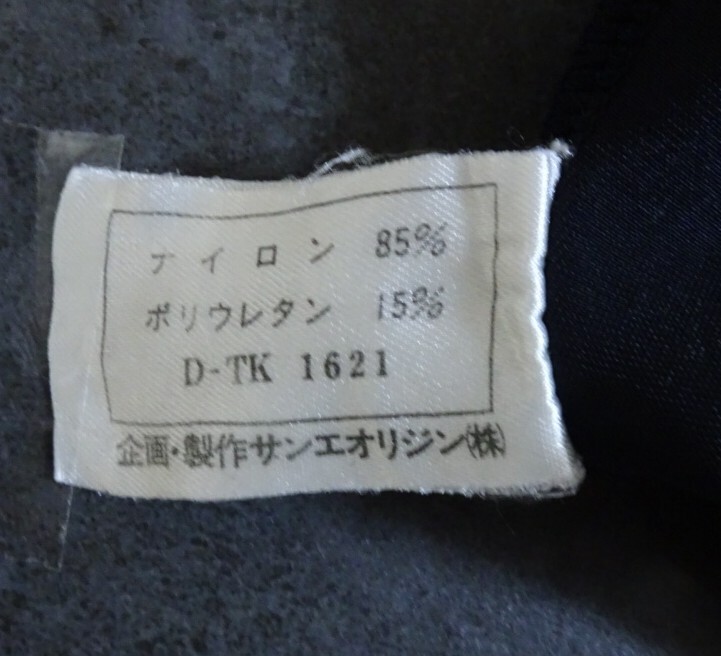 ナイロン 85%
ポリウレタン 15%
D-TK 1621
企画・製作サンエオリジン㈱